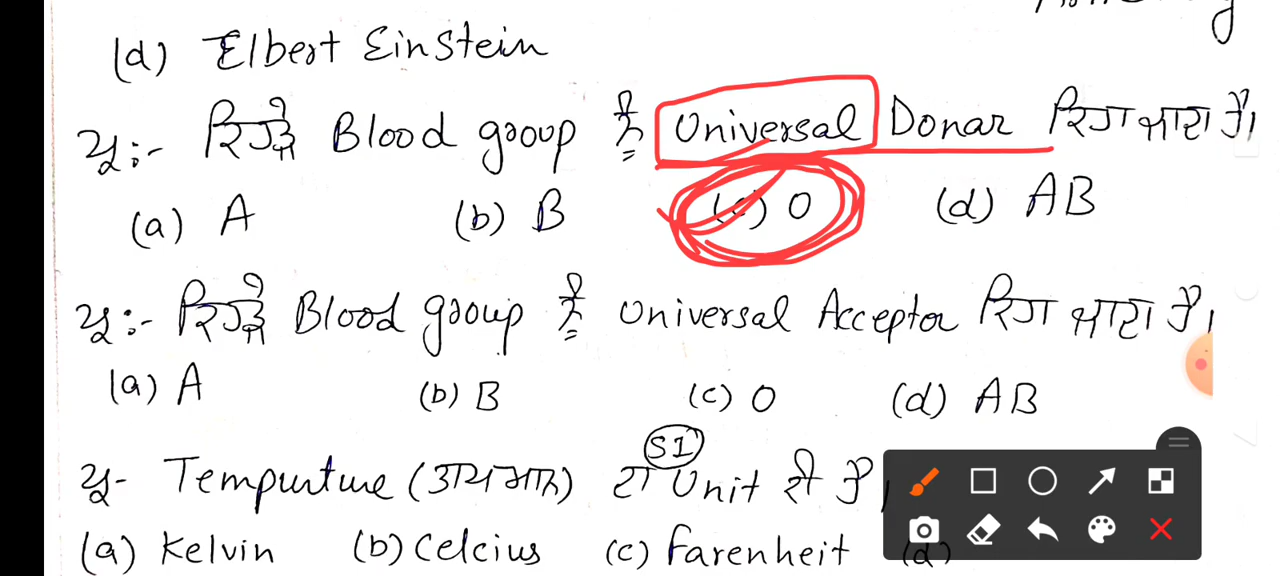 (d) Elbert Einstein
ਪ੍ਰ:- ਕਿਹੜੇ Blood group ਨੂੰ Universal Donar ਕਿਹਾ ਜਾਂਦਾ ਹੈ।
(a) A (b) B (c) O (d) AB
ਪ੍ਰ:- ਕਿਹੜੇ Blood group ਨੂੰ Universal Acceptor ਕਿਹਾ ਜਾਂਦਾ ਹੈ।
(a) A (b) B (c) O (d) AB
ਪ੍ਰ- Tempurture (ਤਾਪਮਾਨ) ਦਾ SI Unit ਕੀ ਹੈ।
(a) Kelvin (b) Celcius (c) Farenheit (d)